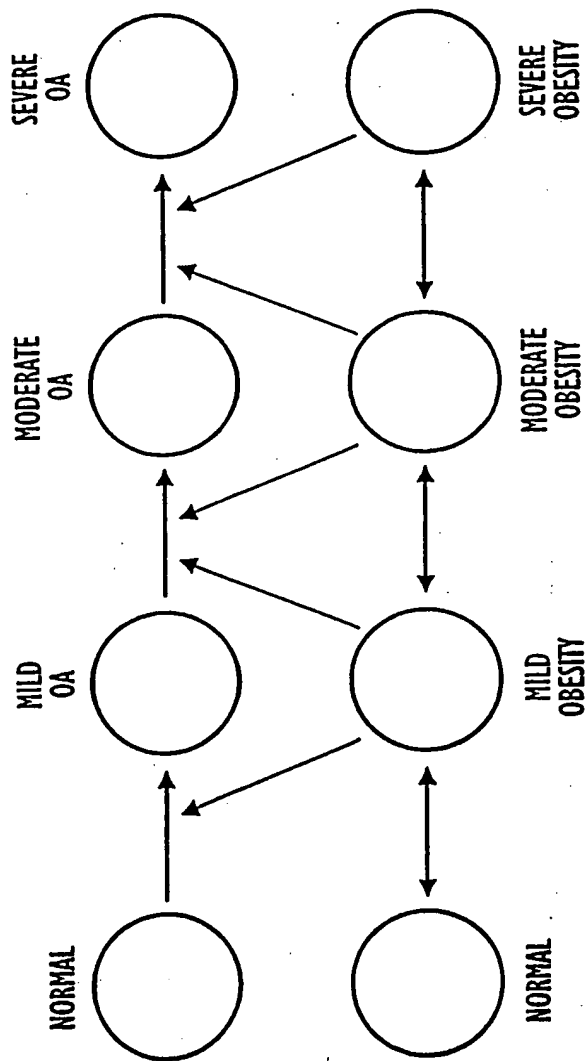 NORMAL
MILD
OA
MODERATE
OA
SEVERE
OA
NORMAL
MILD
OBESITY
MODERATE
OBESITY
SEVERE
OBESITY